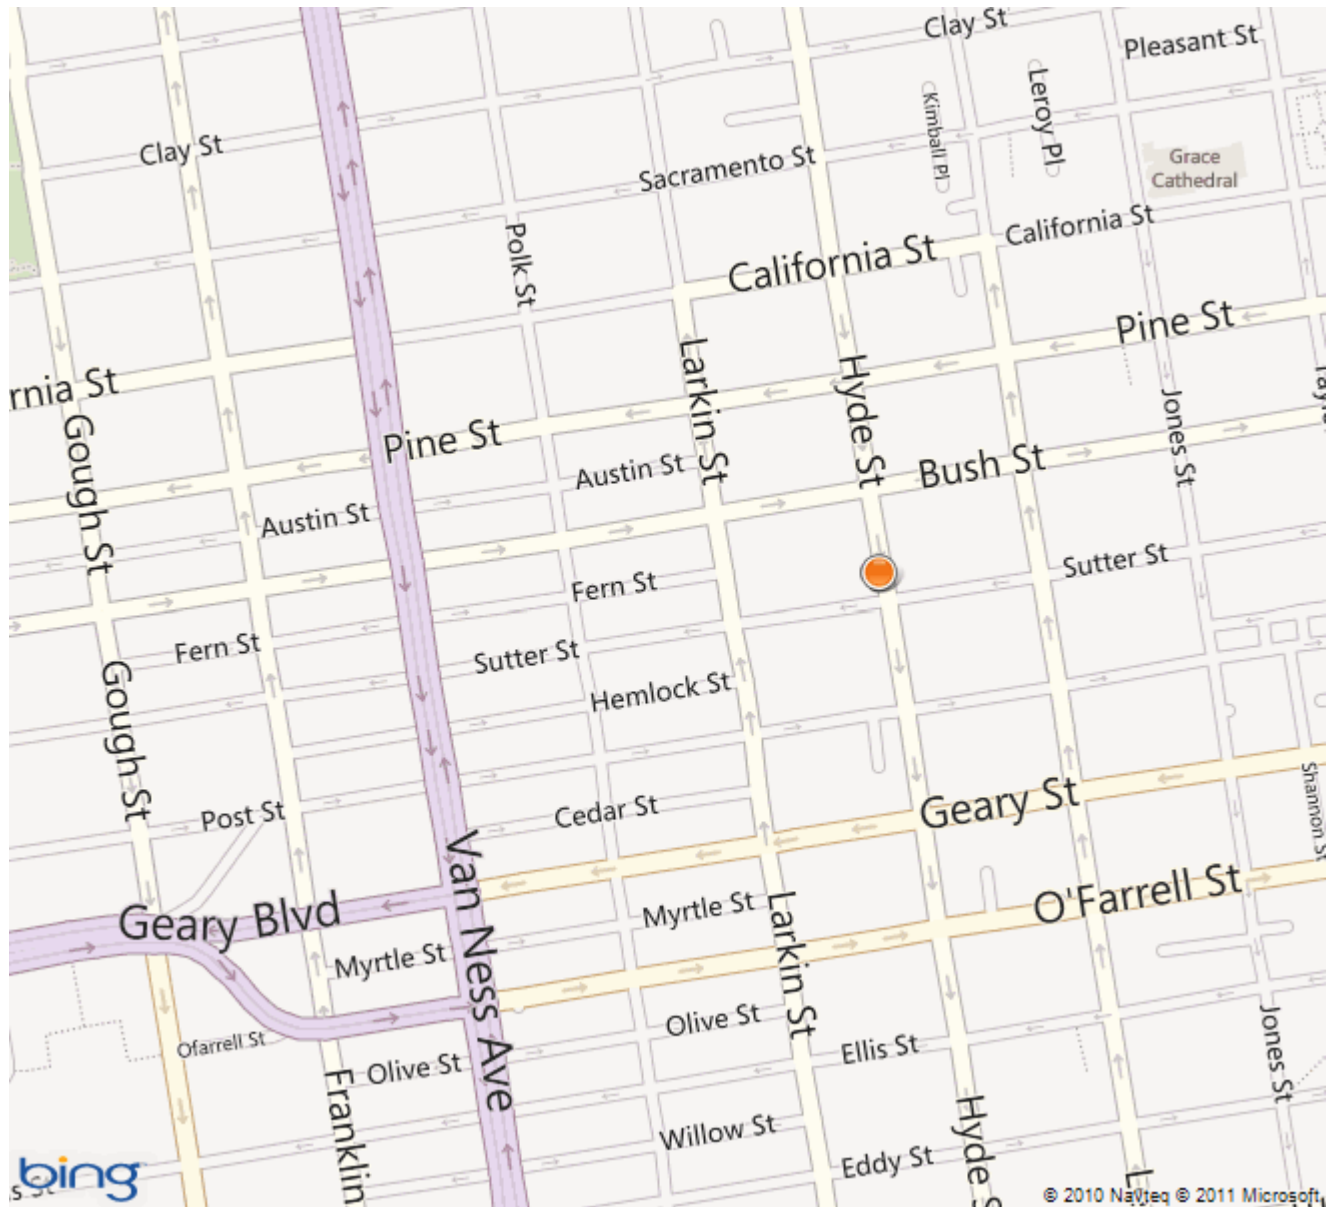 Clay St
Pleasant St
Leroy Pl
Kimball Pl
Clay St
Grace
Cathedral
Sacramento St
Polk St
California St
California St
Pine St
rnia St
Larkin St
Hyde St
Jones St
Gough St
Pine St
Bush St
Austin St
Austin St
Sutter St
Fern St
Fern St
Sutter St
Gough St
Hemlock St
Post St
Cedar St
Geary St
Shannon St
Van Ness Ave
Geary Blvd
O'Farrell St
Myrtle St
Larkin St
Myrtle St
Olive St
Ofarrell St
Ellis St
Jones St
Olive St
Franklin
Hyde S
Willow St
Eddy St
bing
© 2010 Navteq © 2011 Microsoft